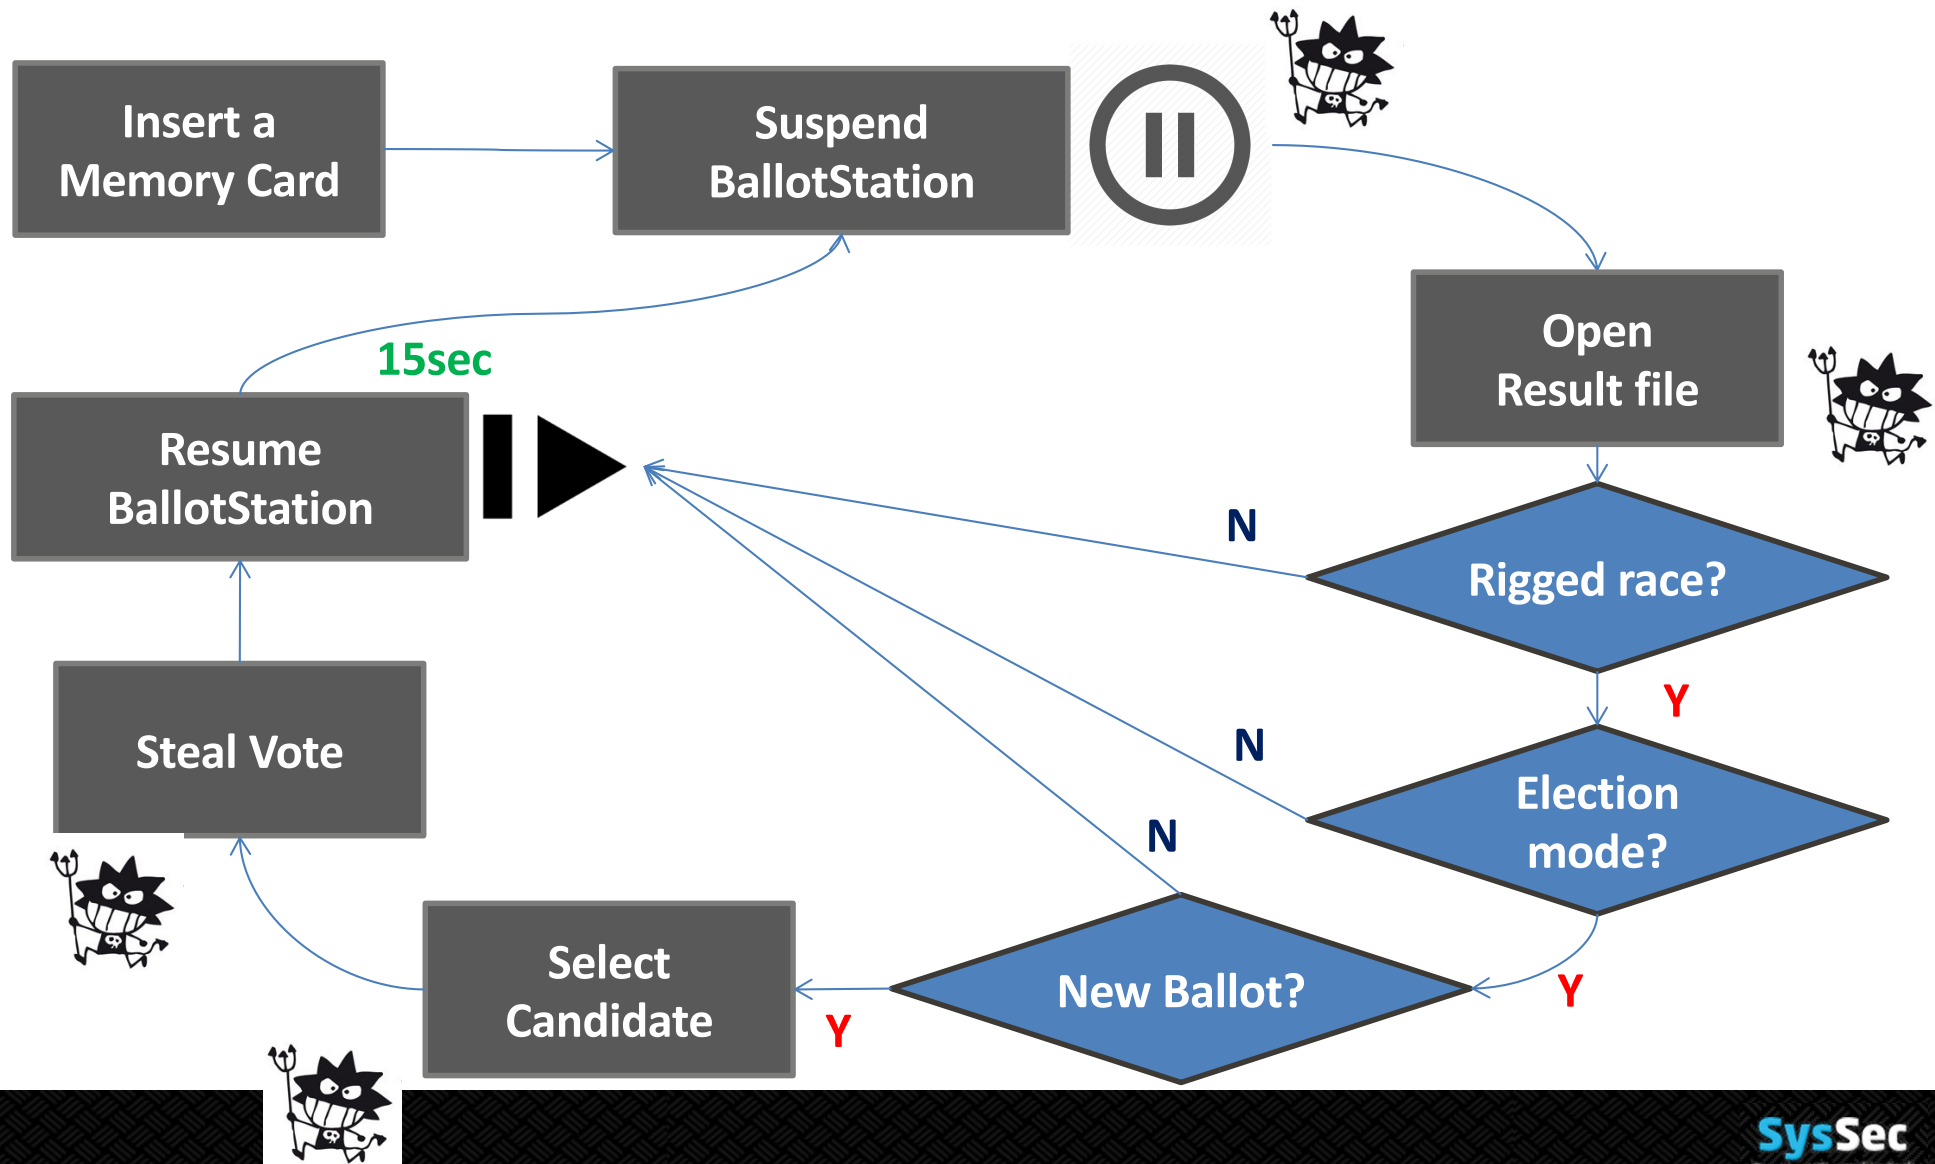 Insert a
Memory Card
Suspend
BallotStation
Open
Result file
15sec
Resume
BallotStation
N
Rigged race?
Y
Steal Vote
N
Election
mode?
N
Select
Candidate
Y
New Ballot?
Y
SysSec